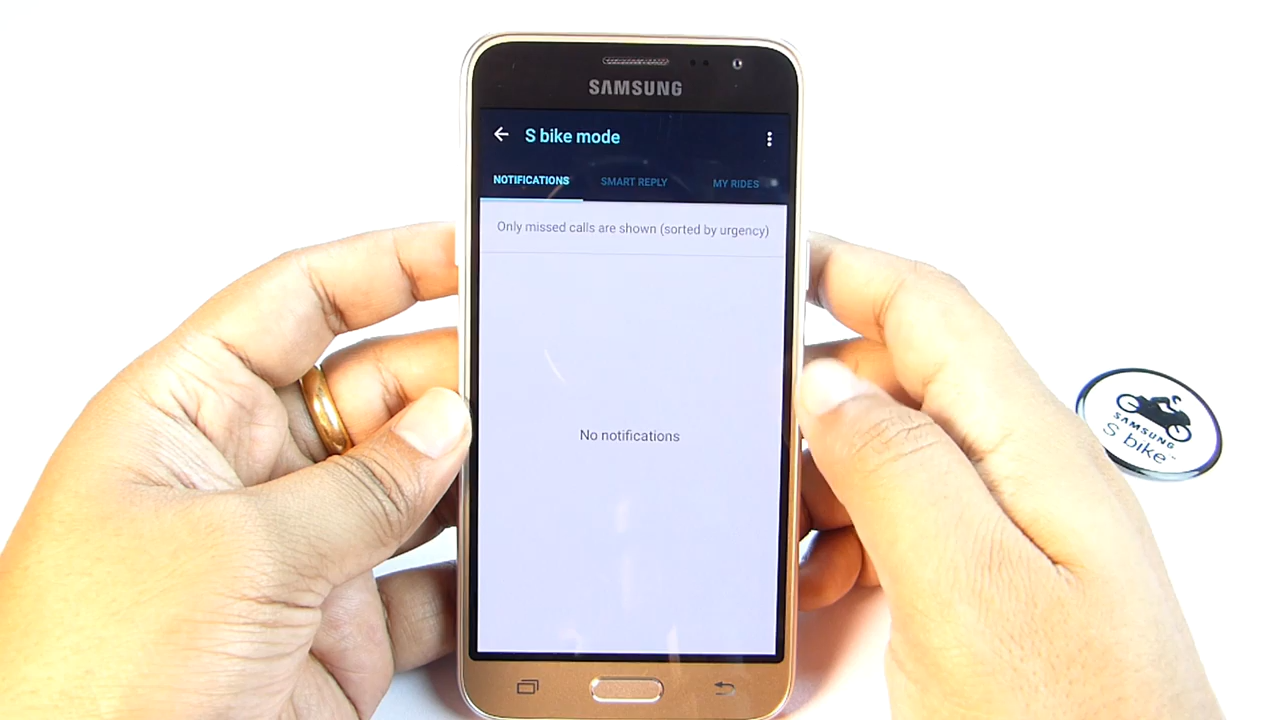 SAMSUNG
S bike mode
NOTIFICATIONS SMART REPLY MY RIDES
Only missed calls are shown (sorted by urgency)
No notifications
SAMSUNG
S bike™